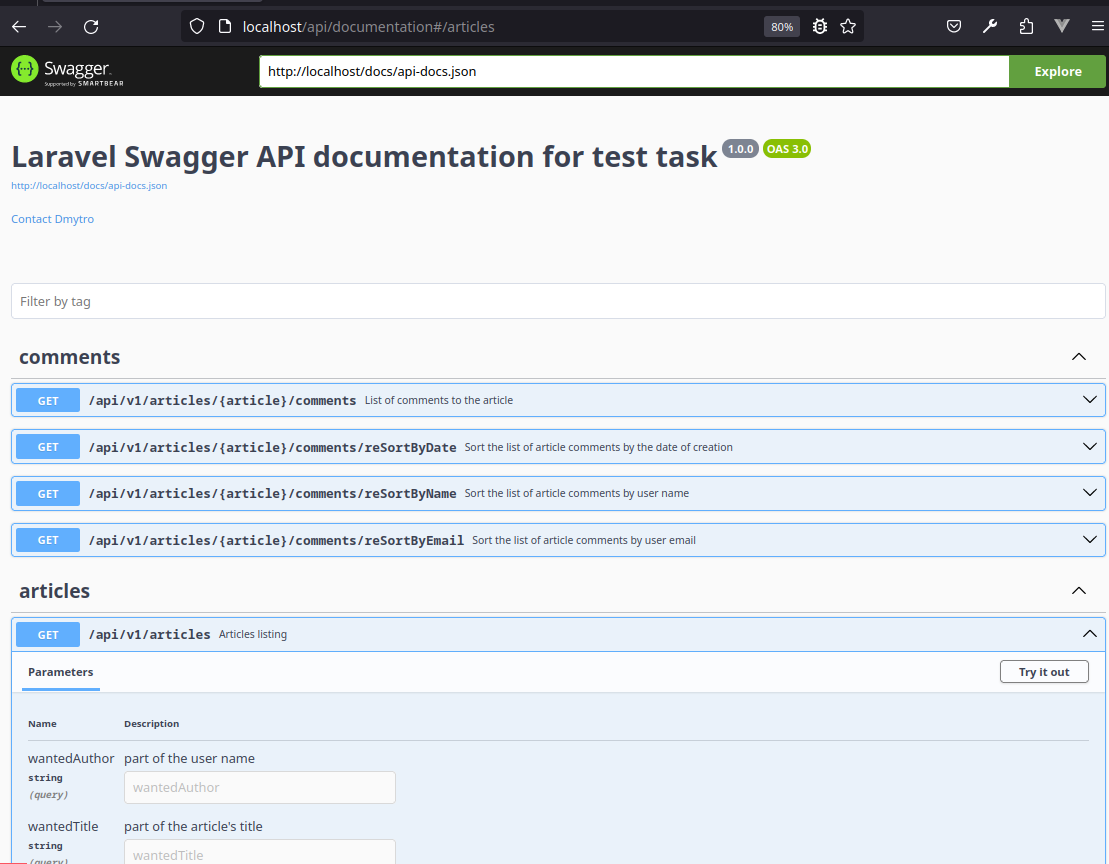 localhost/api/documentation#/articles
80%
Swagger
Supported by SMARTBEAR
http://localhost/docs/api-docs.json
Explore
Laravel Swagger API documentation for test task 1.0.0 OAS 3.0
http://localhost/docs/api-docs.json
Contact Dmytro
Filter by tag
comments
GET /api/v1/articles/{article}/comments List of comments to the article
GET /api/v1/articles/{article}/comments/reSortByDate Sort the list of article comments by the date of creation
GET /api/v1/articles/{article}/comments/reSortByName Sort the list of article comments by user name
GET /api/v1/articles/{article}/comments/reSortByEmail Sort the list of article comments by user email
articles
GET /api/v1/articles Articles listing
Parameters
Try it out
Name Description
wantedAuthor part of the user name
string
(query)
wantedAuthor
wantedTitle part of the article's title
string
(query)
wantedTitle